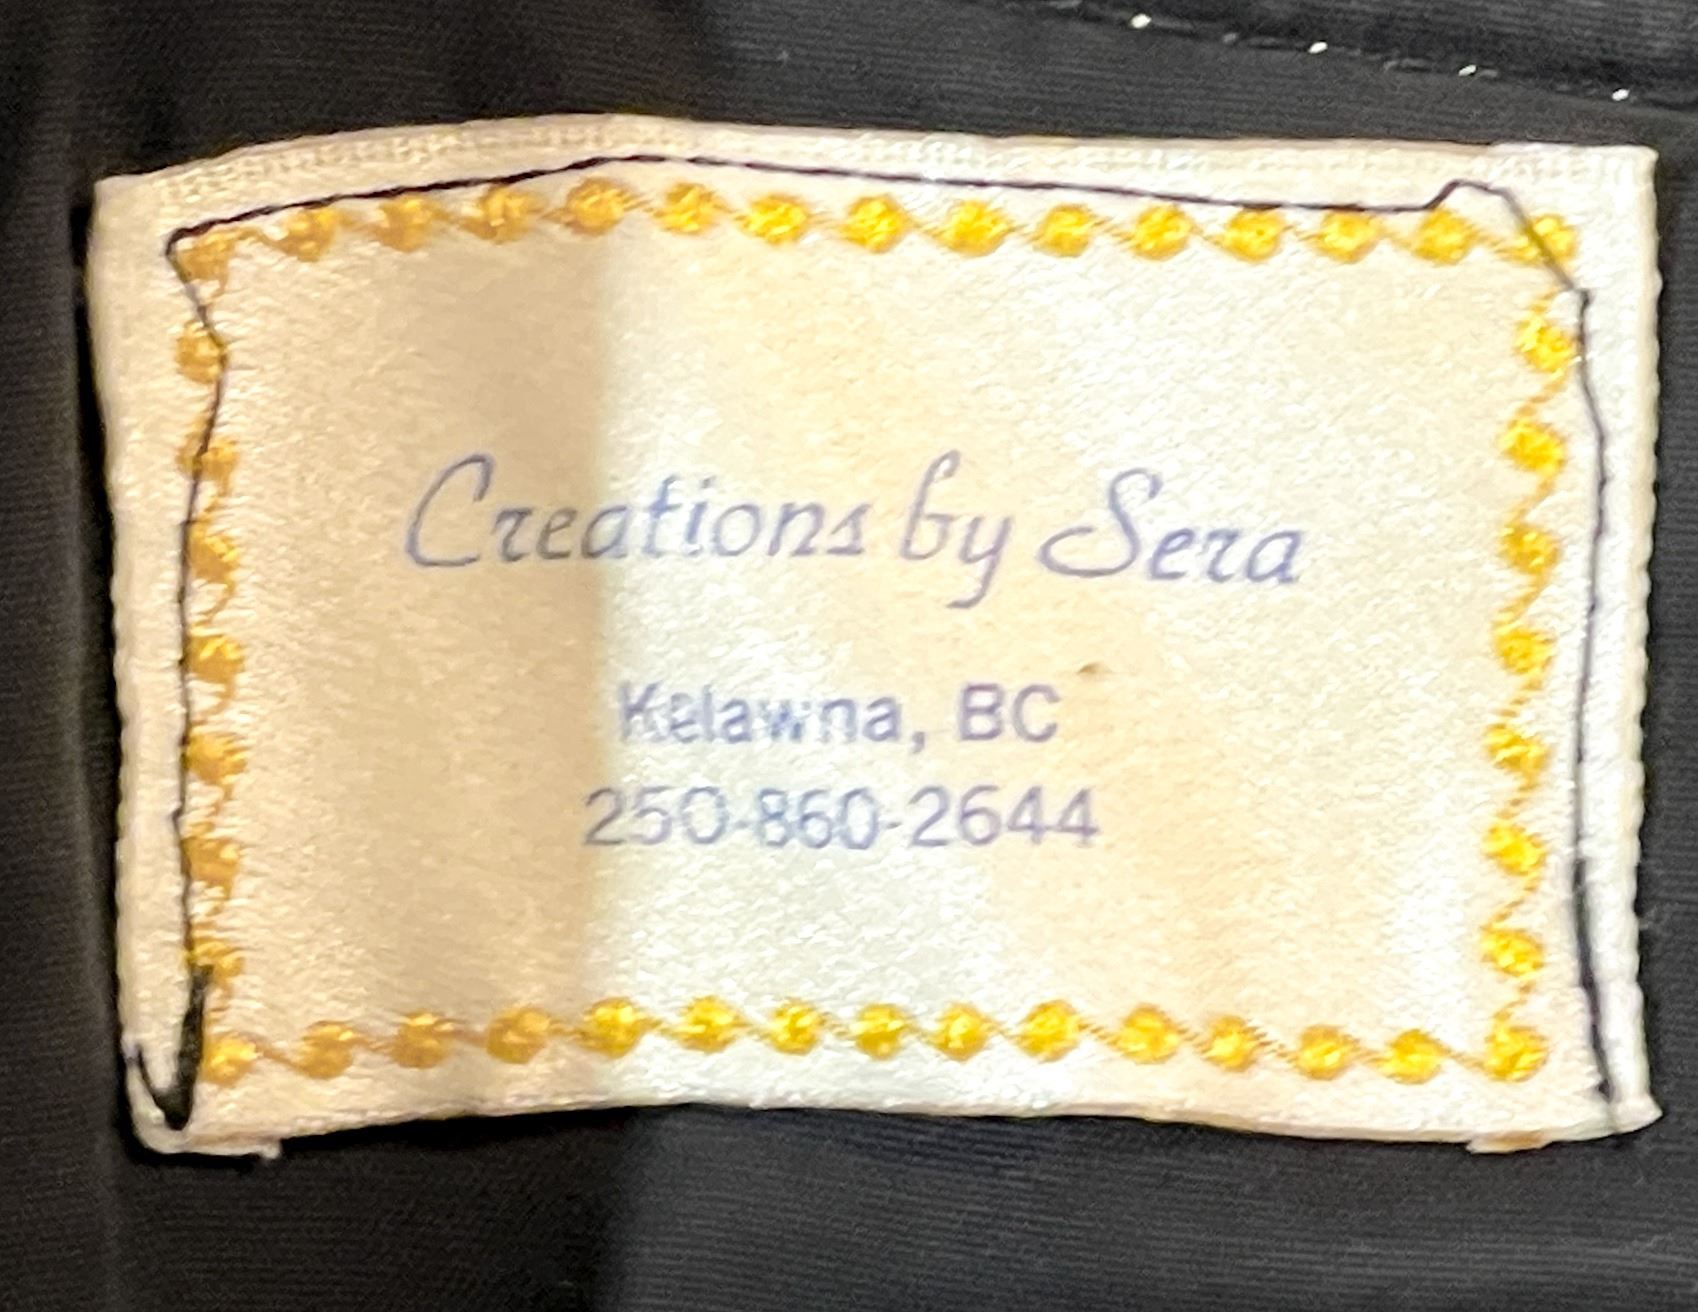 Creations by Sera
Kelawna, BC
250-860-2644